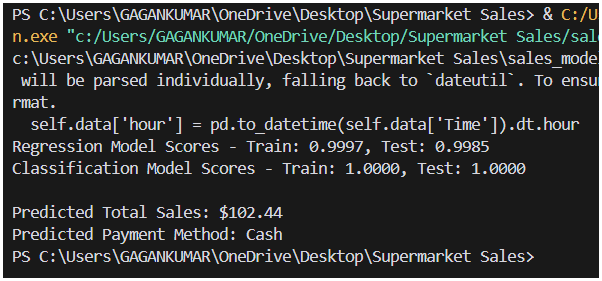 PS C:\Users\GAGANKUMAR\OneDrive\Desktop\Supermarket Sales> & C:/U
n.exe "c:/Users/GAGANKUMAR/OneDrive/Desktop/Supermarket Sales/sale
c:\Users\GAGANKUMAR\OneDrive\Desktop\Supermarket Sales\sales_mode
will be parsed individually, falling back to `dateutil`. To ensu
rmat.
self.data['hour'] = pd.to_datetime(self.data['Time']).dt.hour
Regression Model Scores - Train: 0.9997, Test: 0.9985
Classification Model Scores - Train: 1.0000, Test: 1.0000
Predicted Total Sales: $102.44
Predicted Payment Method: Cash
PS C:\Users\GAGANKUMAR\OneDrive\Desktop\Supermarket Sales>